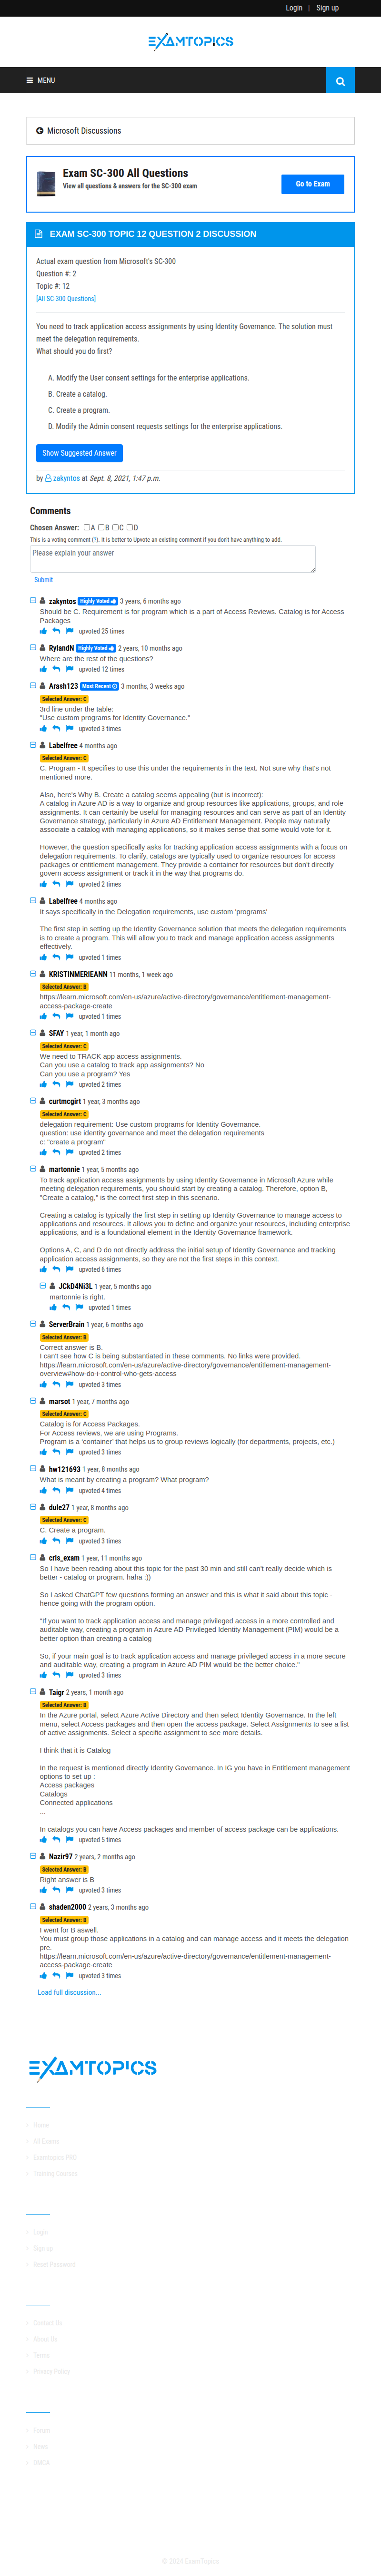 Login | Sign up
EXAMTOPICS
MENU
Microsoft Discussions
Exam SC-300 All Questions
View all questions & answers for the SC-300 exam
Go to Exam
EXAM SC-300 TOPIC 12 QUESTION 2 DISCUSSION
Actual exam question from Microsoft's SC-300
Question #: 2
Topic #: 12
[All SC-300 Questions]
You need to track application access assignments by using Identity Governance. The solution must
meet the delegation requirements.
What should you do first?
A. Modify the User consent settings for the enterprise applications.
B. Create a catalog.
C. Create a program.
D. Modify the Admin consent requests settings for the enterprise applications.
Show Suggested Answer
by zakyntos at Sept. 8, 2021, 1:47 p.m.
Comments
Chosen Answer: A B C D
This is a voting comment (?). It is better to Upvote an existing comment if you don't have anything to add.
Please explain your answer
Submit
zakyntos Highly Voted 3 years, 6 months ago
Should be C. Requirement is for program which is a part of Access Reviews. Catalog is for Access
Packages
upvoted 25 times
RylandN Highly Voted 2 years, 10 months ago
Where are the rest of the questions?
upvoted 12 times
Arash123 Most Recent 3 months, 3 weeks ago
Selected Answer: C
3rd line under the table:
"Use custom programs for Identity Governance."
upvoted 3 times
Labelfree 4 months ago
Selected Answer: C
C. Program - It specifies to use this under the requirements in the text. Not sure why that's not
mentioned more.
Also, here's Why B. Create a catalog seems appealing (but is incorrect):
A catalog in Azure AD is a way to organize and group resources like applications, groups, and role
assignments. It can certainly be useful for managing resources and can serve as part of an Identity
Governance strategy, particularly in Azure AD Entitlement Management. People may naturally
associate a catalog with managing applications, so it makes sense that some would vote for it.
However, the question specifically asks for tracking application access assignments with a focus on
delegation requirements. To clarify, catalogs are typically used to organize resources for access
packages or entitlement management. They provide a container for resources but don't directly
govern access assignment or track it in the way that programs do.
upvoted 2 times
Labelfree 4 months ago
It says specifically in the Delegation requirements, use custom 'programs'
The first step in setting up the Identity Governance solution that meets the delegation requirements
is to create a program. This will allow you to track and manage application access assignments
effectively.
upvoted 1 times
KRISTINMERIEANN 11 months, 1 week ago
Selected Answer: B
https://learn.microsoft.com/en-us/azure/active-directory/governance/entitlement-management-
access-package-create
upvoted 1 times
SFAY 1 year, 1 month ago
Selected Answer: C
We need to TRACK app access assignments.
Can you use a catalog to track app assignments? No
Can you use a program? Yes
upvoted 2 times
curtmcgirt 1 year, 3 months ago
Selected Answer: C
delegation requirement: Use custom programs for Identity Governance.
question: use identity governance and meet the delegation requirements
c: "create a program"
upvoted 2 times
martonnie 1 year, 5 months ago
To track application access assignments by using Identity Governance in Microsoft Azure while
meeting delegation requirements, you should start by creating a catalog. Therefore, option B,
"Create a catalog," is the correct first step in this scenario.
Creating a catalog is typically the first step in setting up Identity Governance to manage access to
applications and resources. It allows you to define and organize your resources, including enterprise
applications, and is a foundational element in the Identity Governance framework.
Options A, C, and D do not directly address the initial setup of Identity Governance and tracking
application access assignments, so they are not the first steps in this context.
upvoted 6 times
JCkD4Ni3L 1 year, 5 months ago
martonnie is right.
upvoted 1 times
ServerBrain 1 year, 6 months ago
Selected Answer: B
Correct answer is B.
I can't see how C is being substantiated in these comments. No links were provided.
https://learn.microsoft.com/en-us/azure/active-directory/governance/entitlement-management-
overview#how-do-i-control-who-gets-access
upvoted 3 times
marsot 1 year, 7 months ago
Selected Answer: C
Catalog is for Access Packages.
For Access reviews, we are using Programs.
Program is a 'container' that helps us to group reviews logically (for departments, projects, etc.)
upvoted 3 times
hw121693 1 year, 8 months ago
What is meant by creating a program? What program?
upvoted 4 times
dule27 1 year, 8 months ago
Selected Answer: C
C. Create a program.
upvoted 3 times
cris_exam 1 year, 11 months ago
So I have been reading about this topic for the past 30 min and still can't really decide which is
better - catalog or program. haha :))
So I asked ChatGPT few questions forming an answer and this is what it said about this topic -
hence going with the program option.
"If you want to track application access and manage privileged access in a more controlled and
auditable way, creating a program in Azure AD Privileged Identity Management (PIM) would be a
better option than creating a catalog
So, if your main goal is to track application access and manage privileged access in a more secure
and auditable way, creating a program in Azure AD PIM would be the better choice."
upvoted 3 times
Taigr 2 years, 1 month ago
Selected Answer: B
In the Azure portal, select Azure Active Directory and then select Identity Governance. In the left
menu, select Access packages and then open the access package. Select Assignments to see a list
of active assignments. Select a specific assignment to see more details.
I think that it is Catalog
In the request is mentioned directly Identity Governance. In IG you have in Entitlement management
options to set up :
Access packages
Catalogs
Connected applications
...
In catalogs you can have Access packages and member of access package can be applications.
upvoted 5 times
Nazir97 2 years, 2 months ago
Selected Answer: B
Right answer is B
upvoted 3 times
shaden2000 2 years, 3 months ago
Selected Answer: B
I went for B aswell.
You must group those applications in a catalog and can manage access and it meets the delegation
pre.
https://learn.microsoft.com/en-us/azure/active-directory/governance/entitlement-management-
access-package-create
upvoted 3 times
Load full discussion...
EXAMTOPICS
Home
All Exams
Examtopics PRO
Training Courses
Login
Sign up
Reset Password
Contact Us
About Us
Terms
Privacy Policy
Forum
News
DMCA
© 2024 ExamTopics